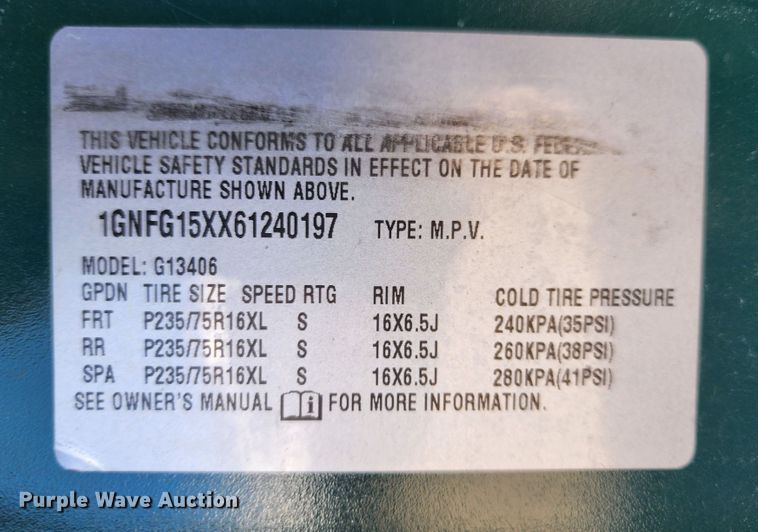 THIS VEHICLE CONFORMS TO ALL APPLICABLE U.S. FEDERAL
VEHICLE SAFETY STANDARDS IN EFFECT ON THE DATE OF
MANUFACTURE SHOWN ABOVE.
1GNFG15XX61240197 TYPE: M.P.V.
MODEL: G13406
GPDN TIRE SIZE SPEED RTG RIM COLD TIRE PRESSURE
FRT P235/75R16XL S 16X6.5J 240KPA(35PSI)
RR P235/75R16XL S 16X6.5J 260KPA(38PSI)
SPA P235/75R16XL S 16X6.5J 280KPA(41PSI)
SEE OWNER'S MANUAL i FOR MORE INFORMATION.
Purple Wave Auction